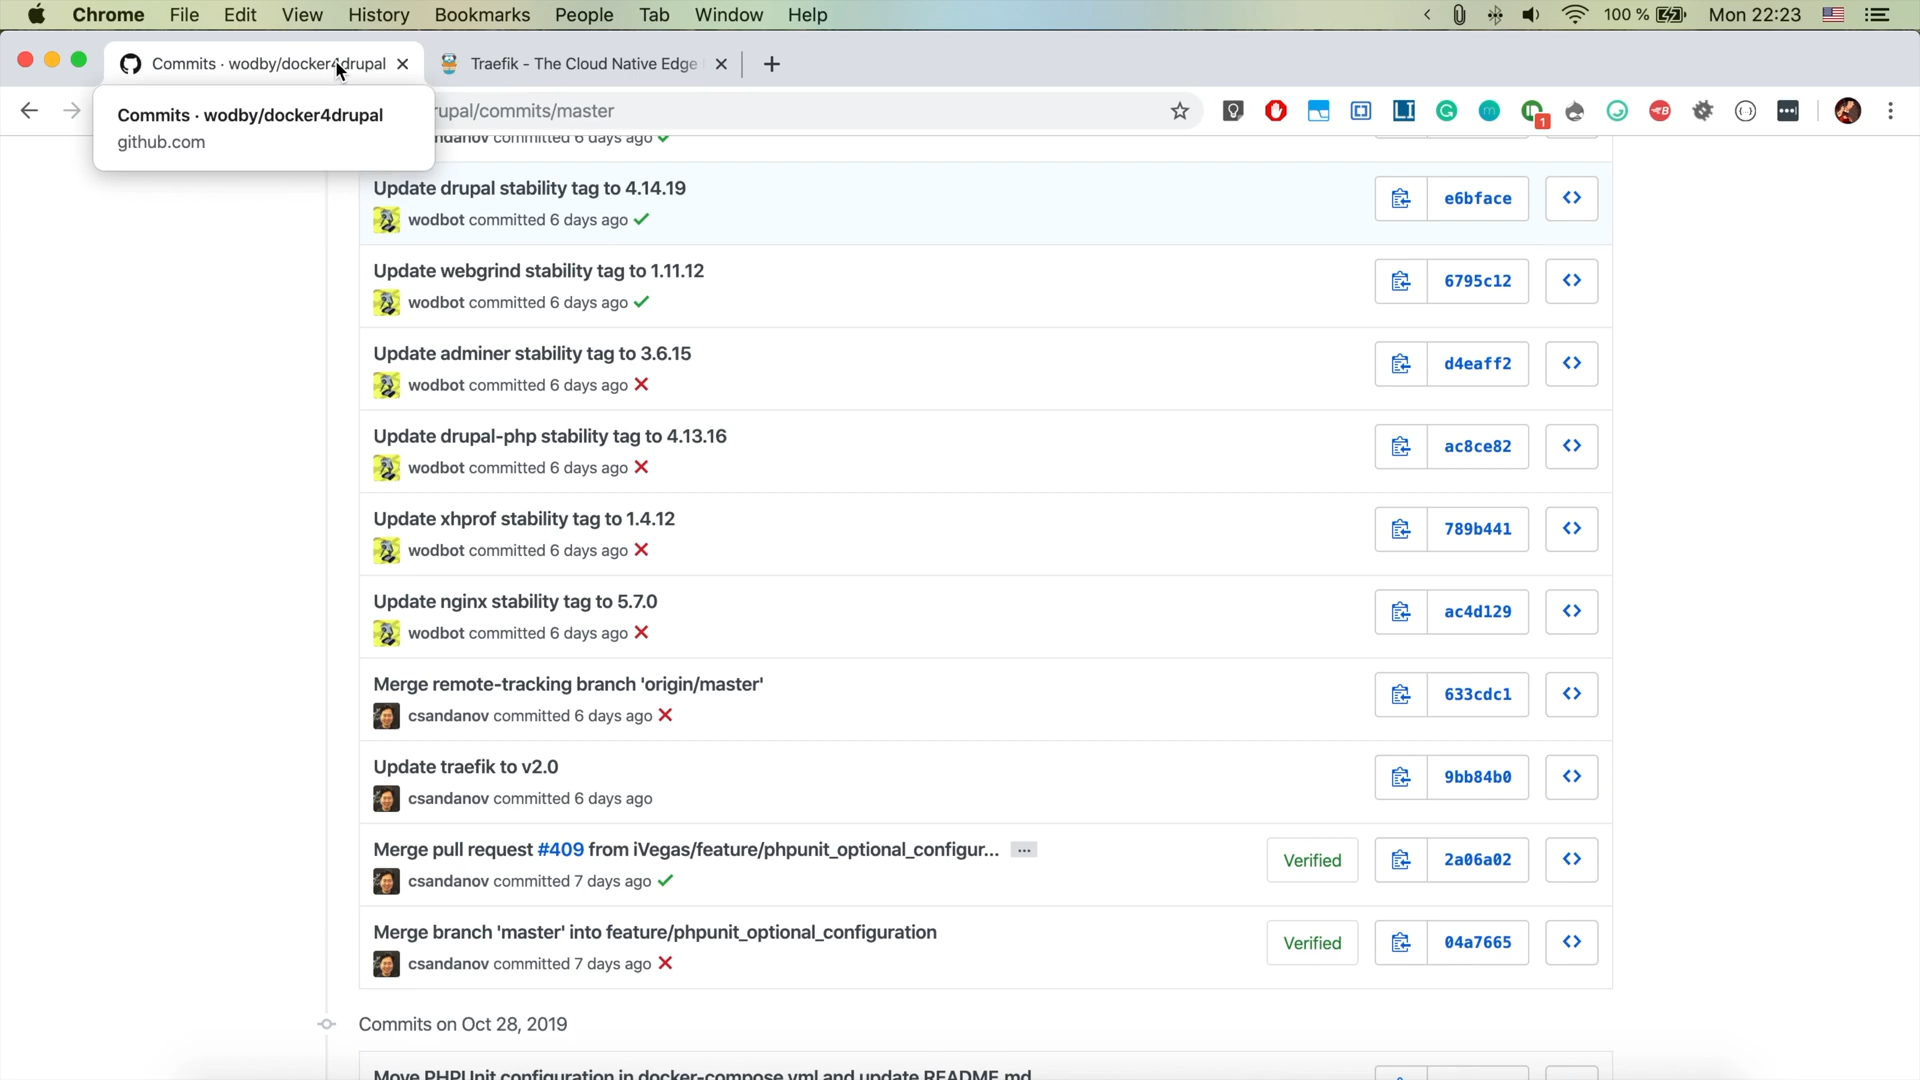 Chrome File Edit View History Bookmarks People Tab Window Help 100 % Mon 22:23
Commits · wodby/docker4drupal Traefik - The Cloud Native Edge
rupal/commits/master 1
Commits · wodby/docker4drupal
github.com
committed 6 days ago
Update drupal stability tag to 4.14.19
wodbot committed 6 days ago
e6bface
Update webgrind stability tag to 1.11.12
wodbot committed 6 days ago
6795c12
Update adminer stability tag to 3.6.15
wodbot committed 6 days ago
d4eaff2
Update drupal-php stability tag to 4.13.16
wodbot committed 6 days ago
ac8ce82
Update xhprof stability tag to 1.4.12
wodbot committed 6 days ago
789b441
Update nginx stability tag to 5.7.0
wodbot committed 6 days ago
ac4d129
Merge remote-tracking branch 'origin/master'
csandanov committed 6 days ago
633cdc1
Update traefik to v2.0
csandanov committed 6 days ago
9bb84b0
Merge pull request #409 from iVegas/feature/phpunit_optional_configur... ...
csandanov committed 7 days ago
Verified 2a06a02
Merge branch 'master' into feature/phpunit_optional_configuration
csandanov committed 7 days ago
Verified 04a7665
Commits on Oct 28, 2019
Move PHPUnit configuration in docker-compose.yml and update README.md